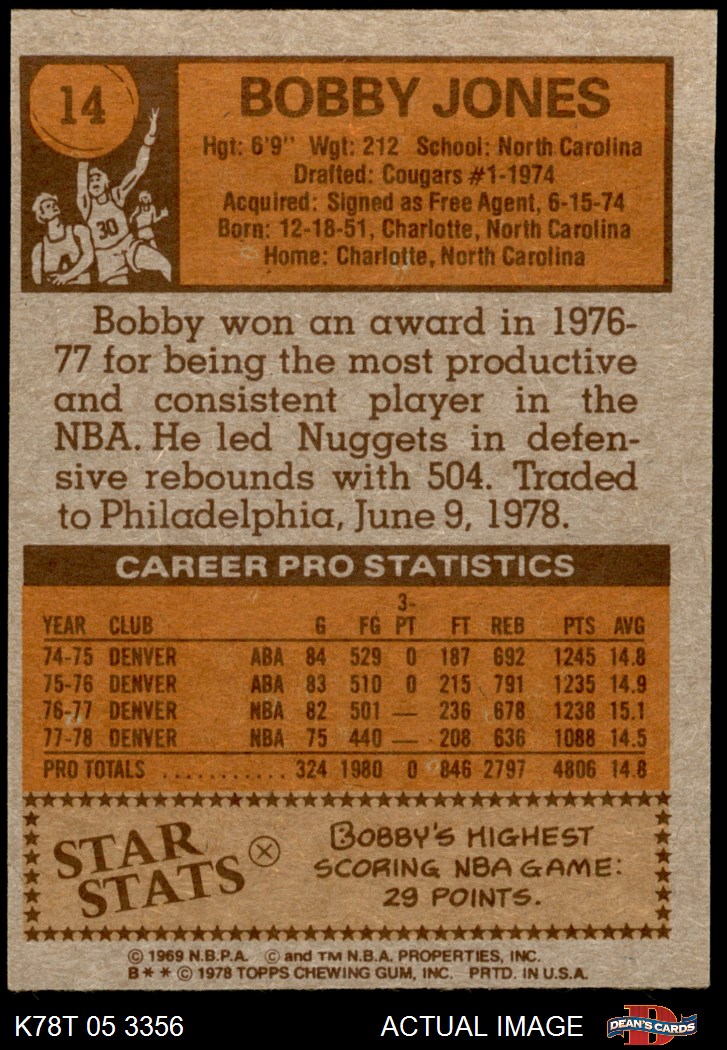 14
BOBBY JONES
Hgt: 6'9" Wgt: 212 School: North Carolina
Drafted: Cougars #1-1974
Acquired: Signed as Free Agent, 6-15-74
Born: 12-18-51, Charlotte, North Carolina
Home: Charlotte, North Carolina
30
4
Bobby won an award in 1976-
77 for being the most productive
and consistent player in the
NBA. He led Nuggets in defen-
sive rebounds with 504. Traded
to Philadelphia, June 9, 1978.
CAREER PRO STATISTICS
YEAR CLUB G FG 3-PT FT REB PTS AVG
74-75 DENVER ABA 84 529 0 187 692 1245 14.8
75-76 DENVER ABA 83 510 0 215 791 1235 14.9
76-77 DENVER NBA 82 501 — 236 678 1238 15.1
77-78 DENVER NBA 75 440 — 208 636 1088 14.5
PRO TOTALS ........... 324 1980 0 846 2797 4806 14.8
STAR
STATS
BOBBY'S HIGHEST
SCORING NBA GAME:
29 POINTS.
© 1969 N.B.P.A. © and TM N.B.A. PROPERTIES, INC.
B** © 1978 TOPPS CHEWING GUM, INC. PRTD. IN U.S.A.
K78T 05 3356 ACTUAL IMAGE DEAN'S CARDS